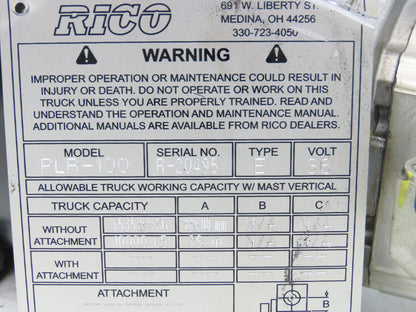 RICO
691 W. LIBERTY ST.
MEDINA, OH 44256
330-723-4050
WARNING
IMPROPER OPERATION OR MAINTENANCE COULD RESULT IN
INJURY OR DEATH. DO NOT OPERATE OR WORK ON THIS
TRUCK UNLESS YOU ARE PROPERLY TRAINED. READ AND
UNDERSTAND THE OPERATION AND MAINTENANCE MANUAL.
ADDITIONAL MANUALS ARE AVAILABLE FROM RICO DEALERS.
MODEL SERIAL NO. TYPE VOLT
PLR-100 R-20495 E 36
ALLOWABLE TRUCK WORKING CAPACITY W/ MAST VERTICAL
TRUCK CAPACITY A B C
WITHOUT N/A N/A
ATTACHMENT N/A N/A
WITH
ATTACHMENT
ATTACHMENT
B